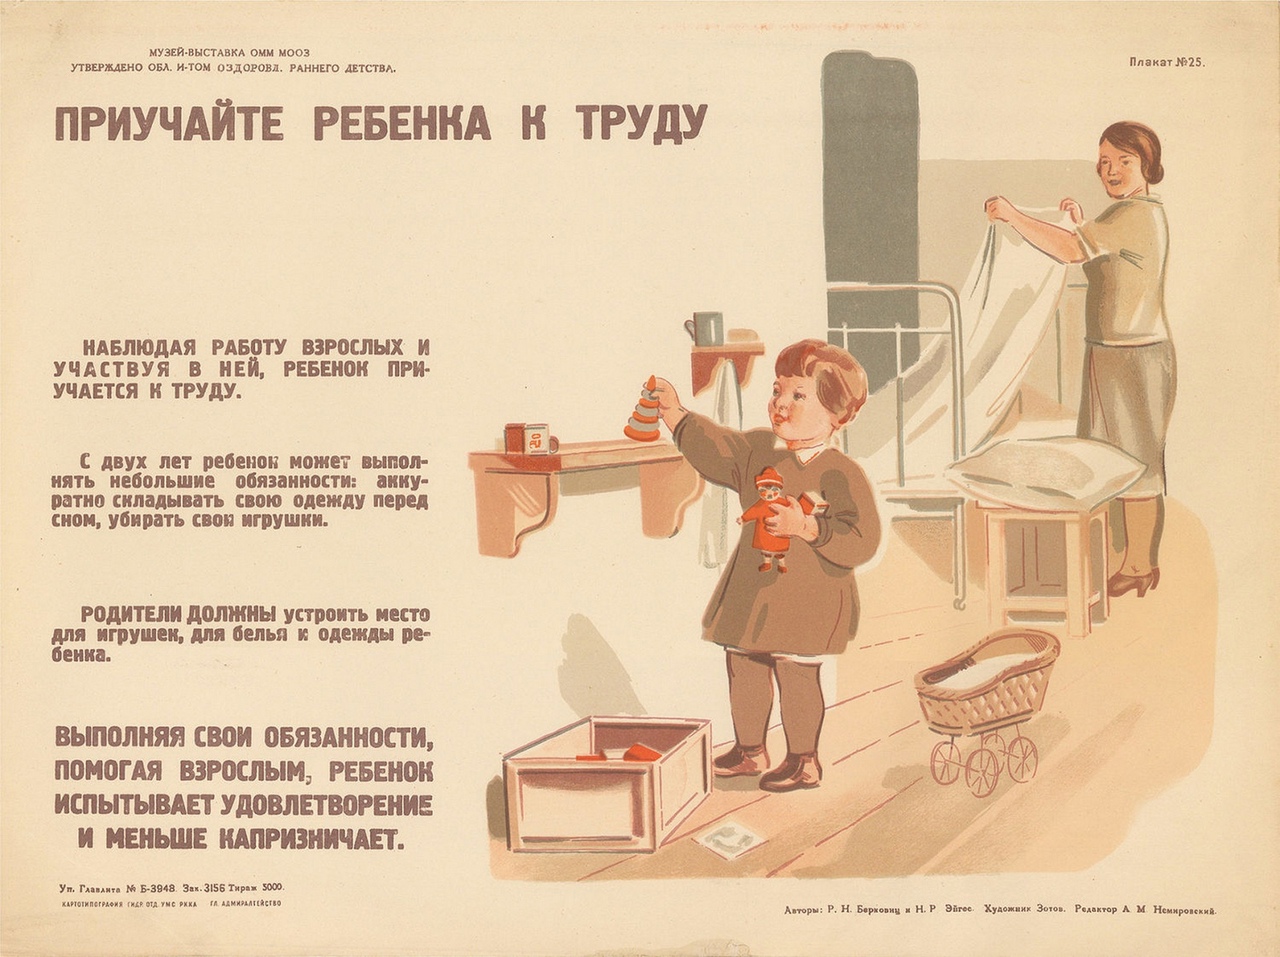 МУЗЕЙ-ВЫСТАВКА ОММ МООЗ
УТВЕРЖДЕНО ОБЛ. И-ТОМ ОЗДОРОВЛ. РАННЕГО ДЕТСТВА.
Плакат №25.
ПРИУЧАЙТЕ РЕБЕНКА К ТРУДУ
НАБЛЮДАЯ РАБОТУ ВЗРОСЛЫХ И
УЧАСТВУЯ В НЕЙ, РЕБЕНОК ПРИ-
УЧАЕТСЯ К ТРУДУ.
С двух лет ребенок может выпол-
нять небольшие обязанности: акку-
ратно складывать свою одежду перед
сном, убирать свои игрушки.
РОДИТЕЛИ ДОЛЖНЫ устроить место
для игрушек, для белья и одежды ре-
бенка.
ВЫПОЛНЯЯ СВОИ ОБЯЗАННОСТИ,
ПОМОГАЯ ВЗРОСЛЫМ, РЕБЕНОК
ИСПЫТЫВАЕТ УДОВЛЕТВОРЕНИЕ
И МЕНЬШЕ КАПРИЗНИЧАЕТ.
Уп. Главлита № Б-3948. Зак. 3156 Тираж 5000.
КАРТОТИПОГРАФИЯ ГИДР. ОТД. УМС РККА ГЛ. АДМИРАЛТЕЙСТВО
Авторы: Р. Н. Беркович и Н. Р Эйгес. Художник Зотов. Редактор А. М. Немировский.